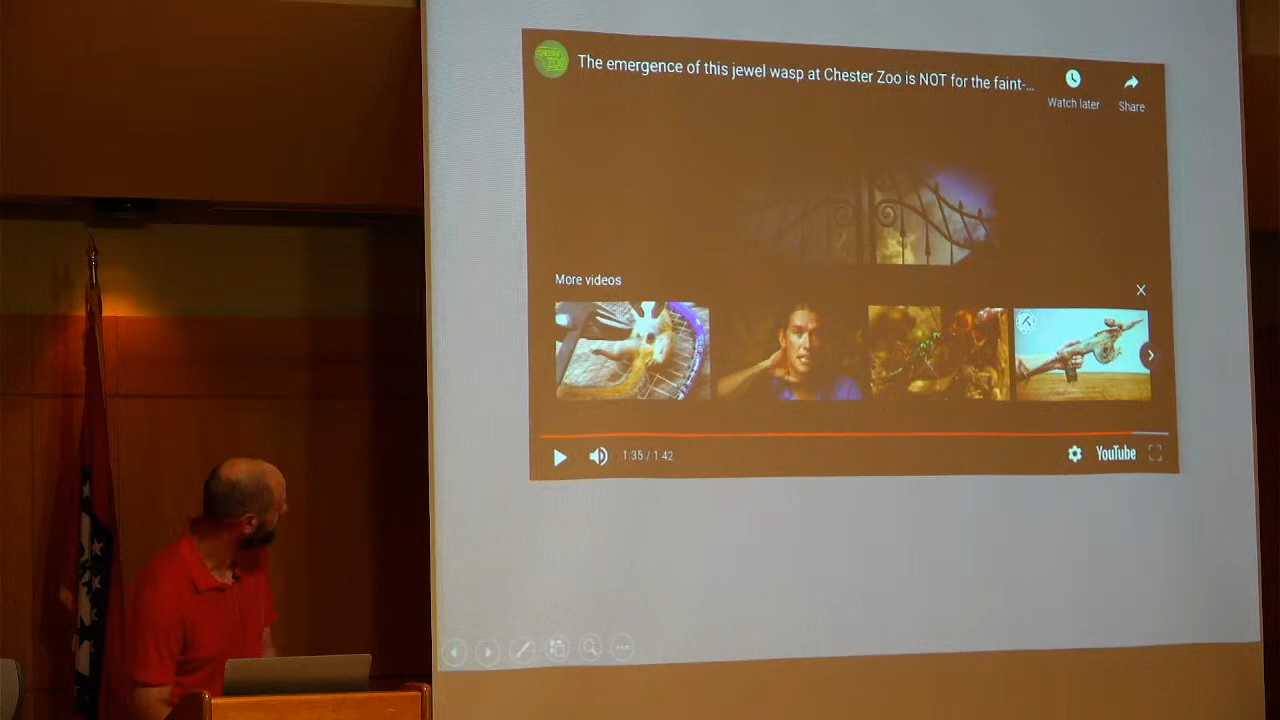 The emergence of this jewel wasp at Chester Zoo is NOT for the faint-...
Watch later
Share
More videos
1:35 / 1:42
YouTube